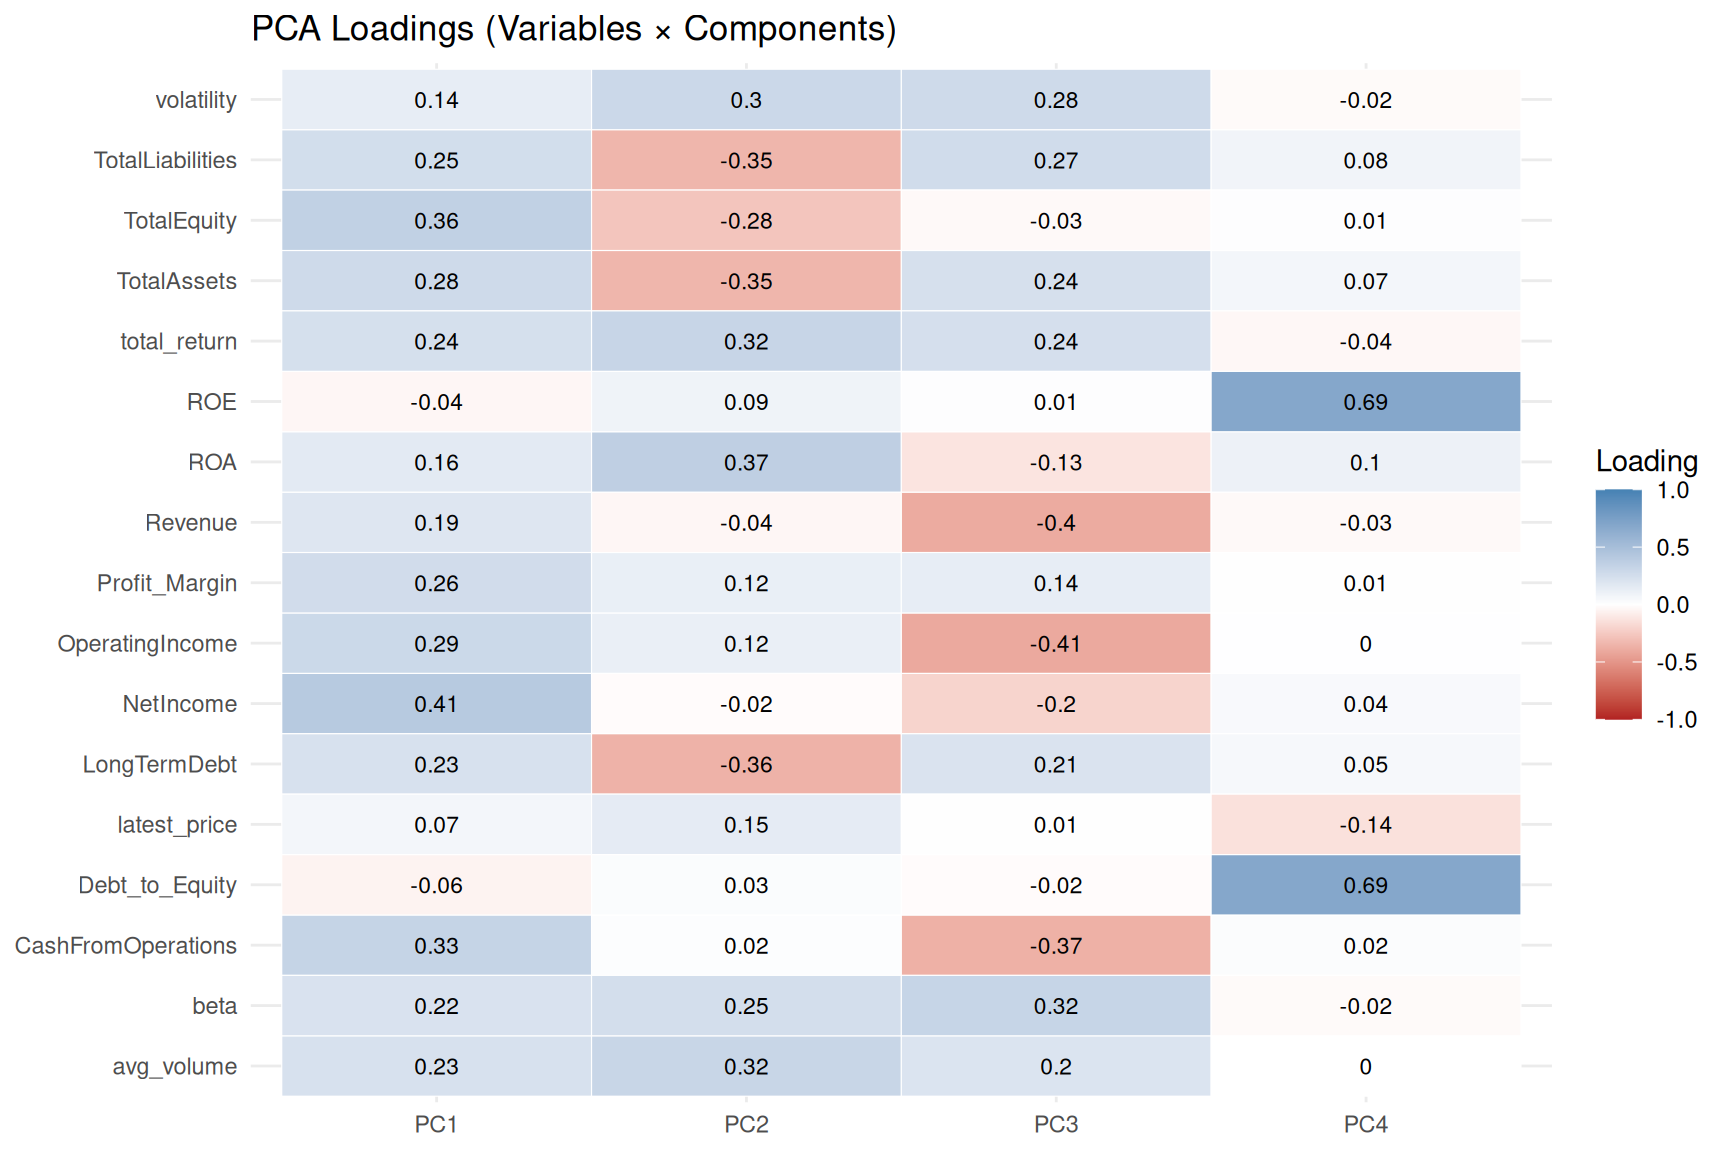 PCA Loadings (Variables × Components)
volatility 0.14 0.3 0.28 -0.02
TotalLiabilities 0.25 -0.35 0.27 0.08
TotalEquity 0.36 -0.28 -0.03 0.01
TotalAssets 0.28 -0.35 0.24 0.07
total_return 0.24 0.32 0.24 -0.04
ROE -0.04 0.09 0.01 0.69
ROA 0.16 0.37 -0.13 0.1
Revenue 0.19 -0.04 -0.4 -0.03
Profit_Margin 0.26 0.12 0.14 0.01
OperatingIncome 0.29 0.12 -0.41 0
NetIncome 0.41 -0.02 -0.2 0.04
LongTermDebt 0.23 -0.36 0.21 0.05
latest_price 0.07 0.15 0.01 -0.14
Debt_to_Equity -0.06 0.03 -0.02 0.69
CashFromOperations 0.33 0.02 -0.37 0.02
beta 0.22 0.25 0.32 -0.02
avg_volume 0.23 0.32 0.2 0
PC1 PC2 PC3 PC4
Loading
1.0
0.5
0.0
-0.5
-1.0